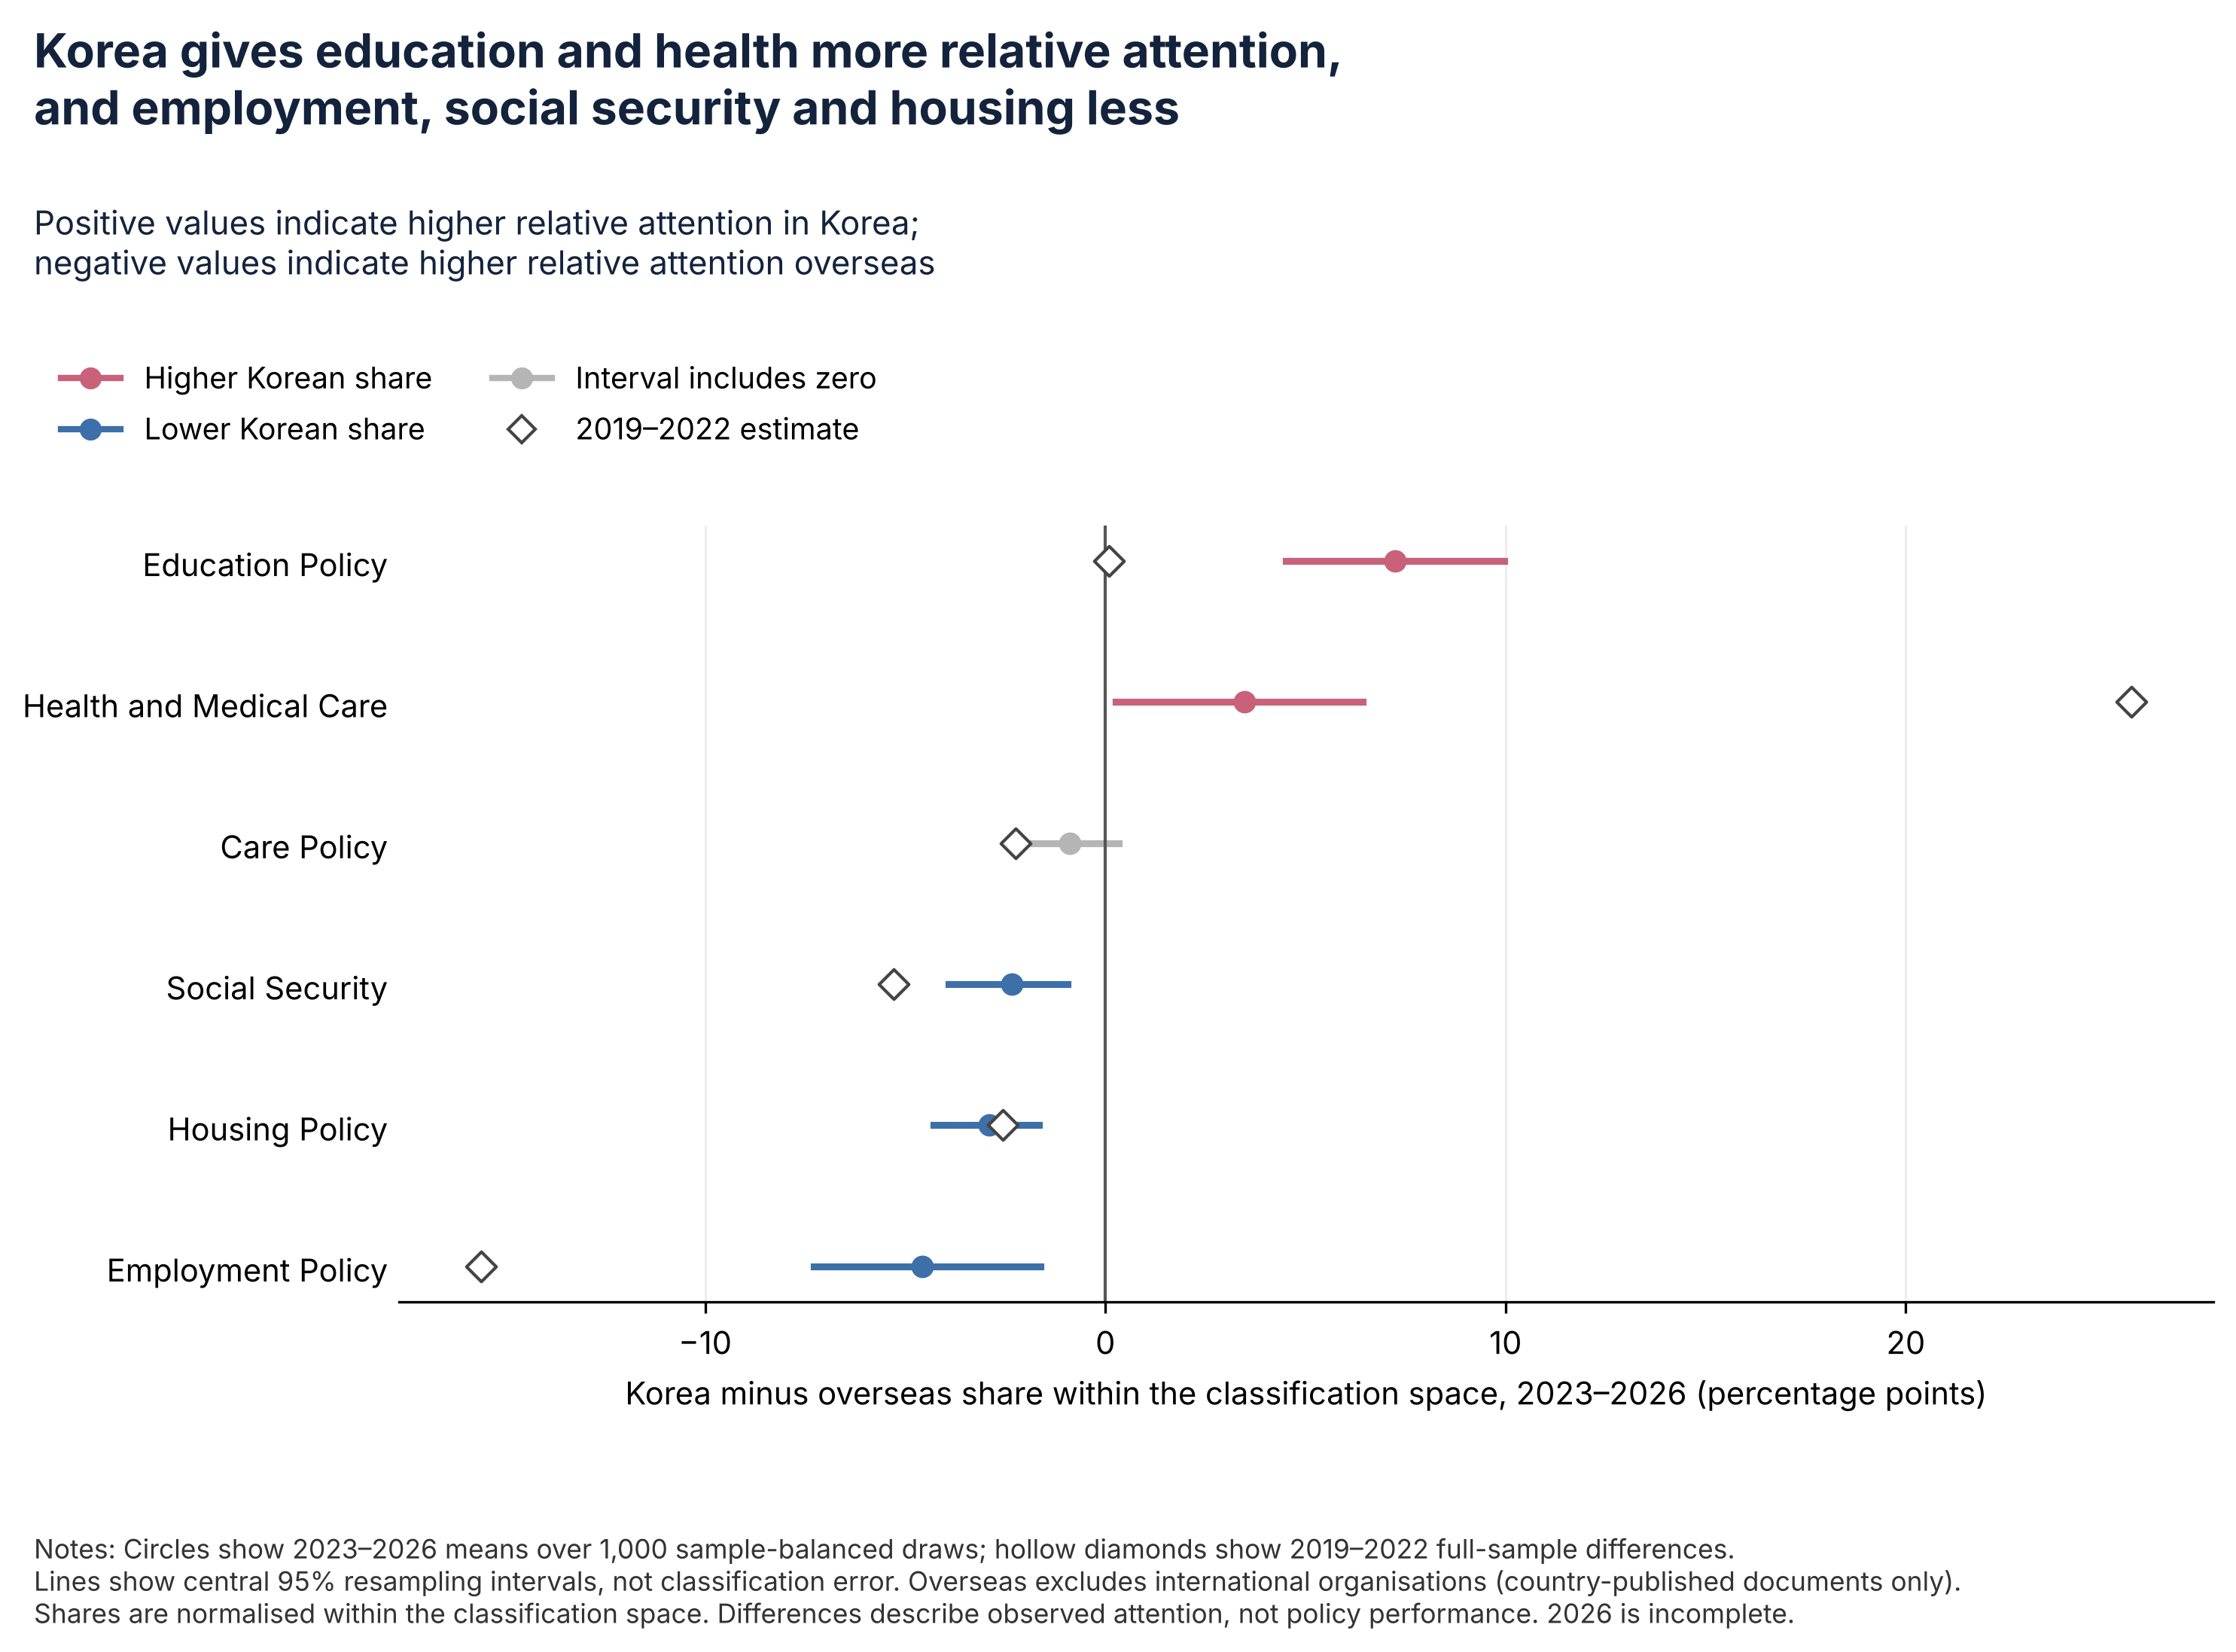 Korea gives education and health more relative attention,
and employment, social security and housing less
Positive values indicate higher relative attention in Korea;
negative values indicate higher relative attention overseas
Higher Korean share
Interval includes zero
Lower Korean share
2019–2022 estimate
Education Policy
Health and Medical Care
Care Policy
Social Security
Housing Policy
Employment Policy
−10 0 10 20
Korea minus overseas share within the classification space, 2023–2026 (percentage points)
Notes: Circles show 2023–2026 means over 1,000 sample-balanced draws; hollow diamonds show 2019–2022 full-sample differences.
Lines show central 95% resampling intervals, not classification error. Overseas excludes international organisations (country-published documents only).
Shares are normalised within the classification space. Differences describe observed attention, not policy performance. 2026 is incomplete.